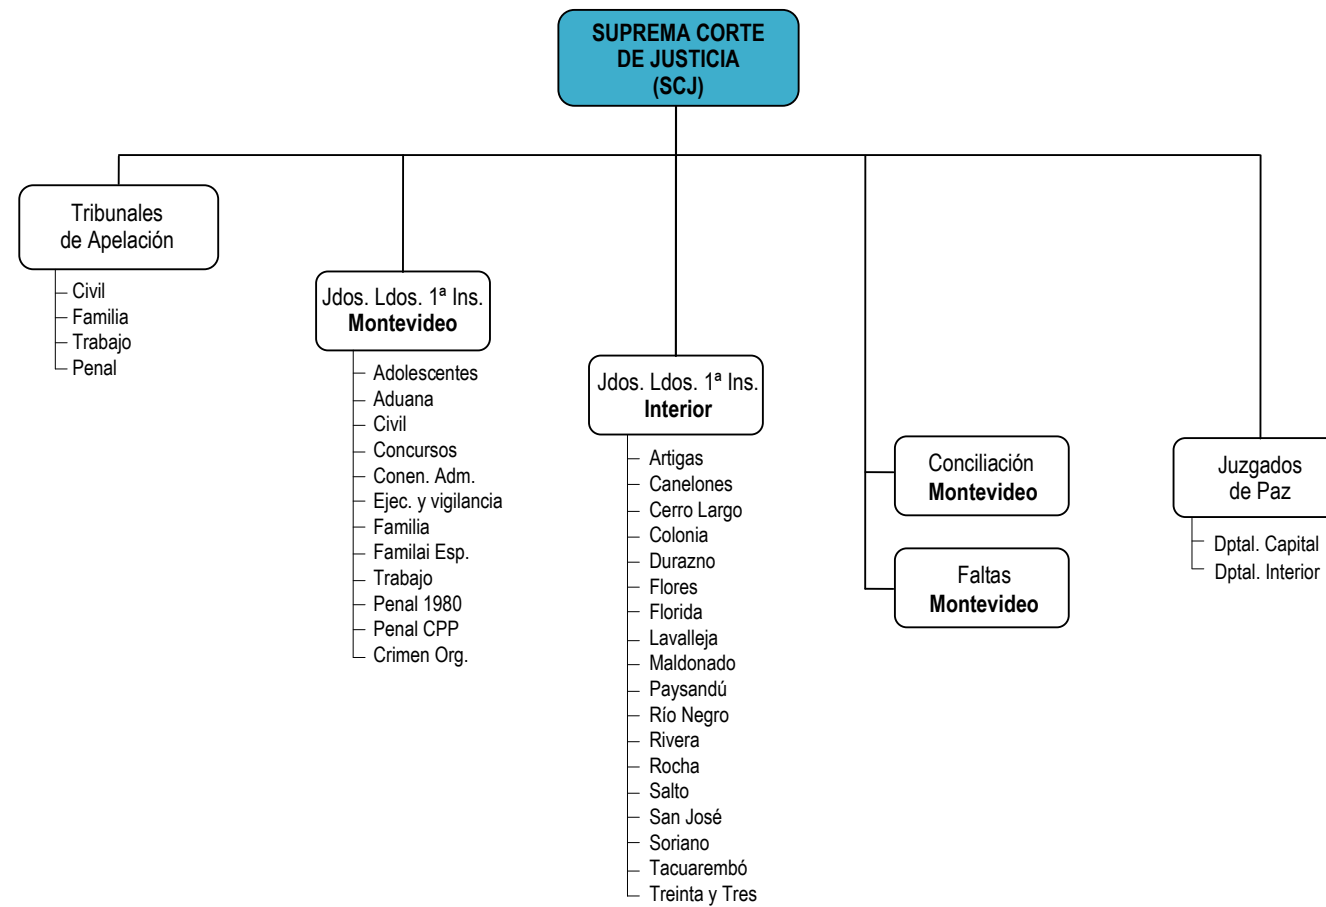 SUPREMA CORTE
DE JUSTICIA
(SCJ)
Tribunales
de Apelación
Civil
Familia
Trabajo
Penal
Jdos. Ldos. 1ª Ins.
Montevideo
Adolescentes
Aduana
Civil
Concursos
Conen. Adm.
Ejec. y vigilancia
Familia
Familai Esp.
Trabajo
Penal 1980
Penal CPP
Crimen Org.
Jdos. Ldos. 1ª Ins.
Interior
Artigas
Canelones
Cerro Largo
Colonia
Durazno
Flores
Florida
Lavalleja
Maldonado
Paysandú
Río Negro
Rivera
Rocha
Salto
San José
Soriano
Tacuarembó
Treinta y Tres
Conciliación
Montevideo
Faltas
Montevideo
Juzgados
de Paz
Dptal. Capital
Dptal. Interior